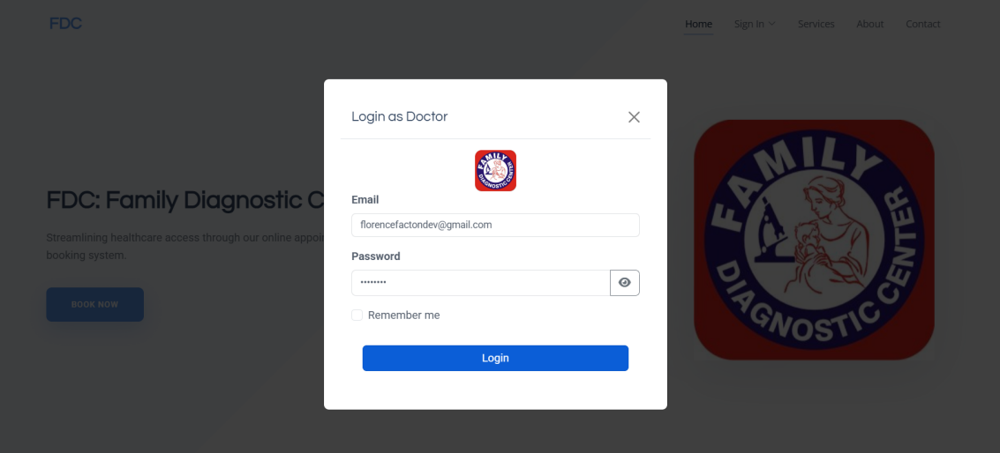 FDC
Home Sign In Services About Contact
Login as Doctor
FAMILY
DIAGNOSTIC CENTER
Email
florencefactondev@gmail.com
Password
••••••••
Remember me
Login
FDC: Family Diagnostic C
Streamlining healthcare access through our online appoi
booking system.
BOOK NOW
FAMILY
DIAGNOSTIC CENTER